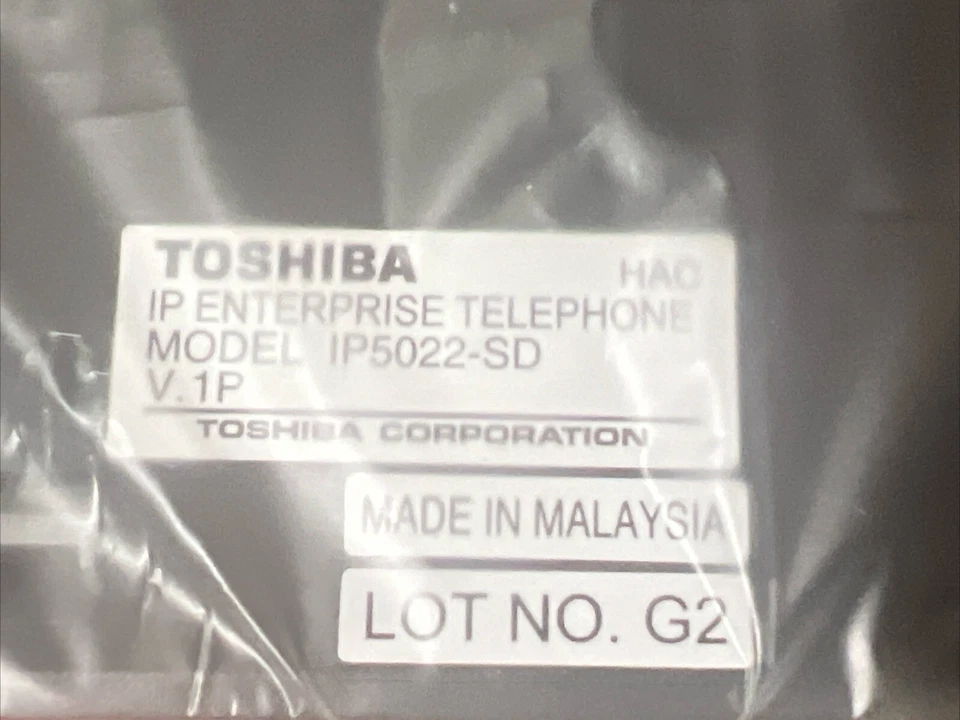 TOSHIBA HAC
IP ENTERPRISE TELEPHONE
MODEL IP5022-SD
V.1P
TOSHIBA CORPORATION
MADE IN MALAYSIA
LOT NO. G2